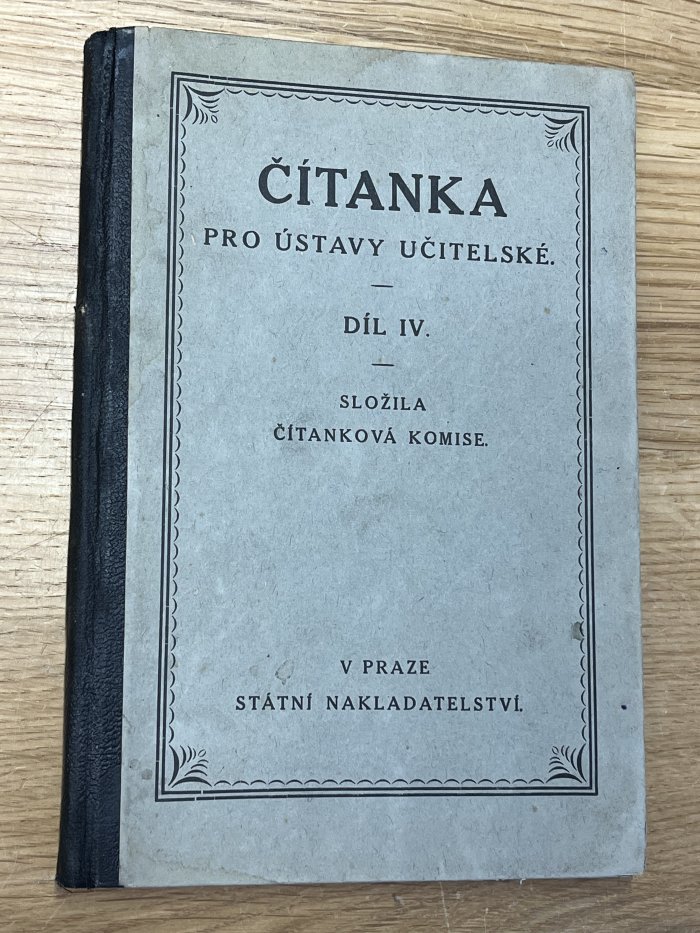 ČÍTANKA
PRO ÚSTAVY UČITELSKÉ.
DÍL IV.
SLOŽILA
ČÍTANKOVÁ KOMISE.
V PRAZE
STÁTNÍ NAKLADATELSTVÍ.